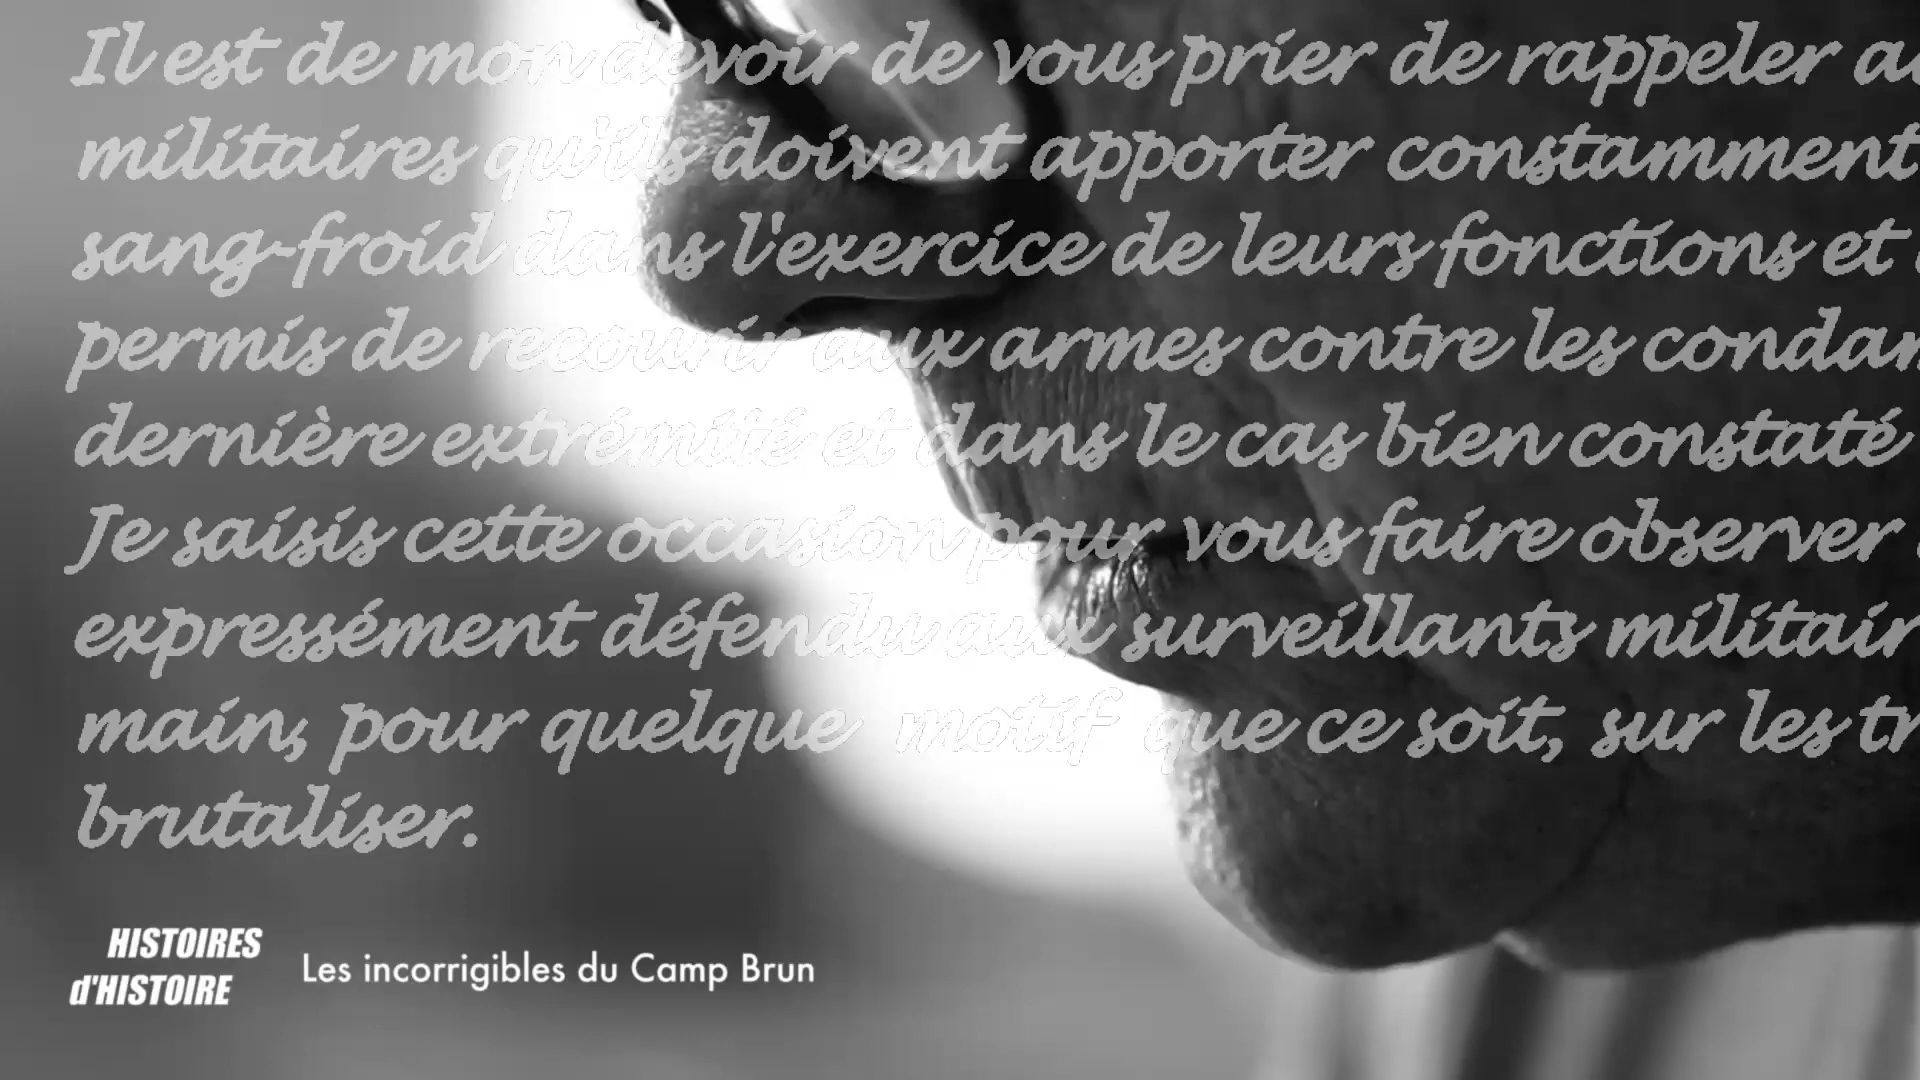 Il est de mon devoir de vous prier de rappeler au
militaires qu'ils doivent apporter constamment
sang-froid dans l'exercice de leurs fonctions et
permis de recourir aux armes contre les condam
dernière extrémité et dans le cas bien constaté
Je saisis cette occasion pour vous faire observer
expressément défendu aux surveillants militair
main, pour quelque motif que ce soit, sur les tr
brutaliser.
HISTOIRES
d'HISTOIRE
Les incorrigibles du Camp Brun